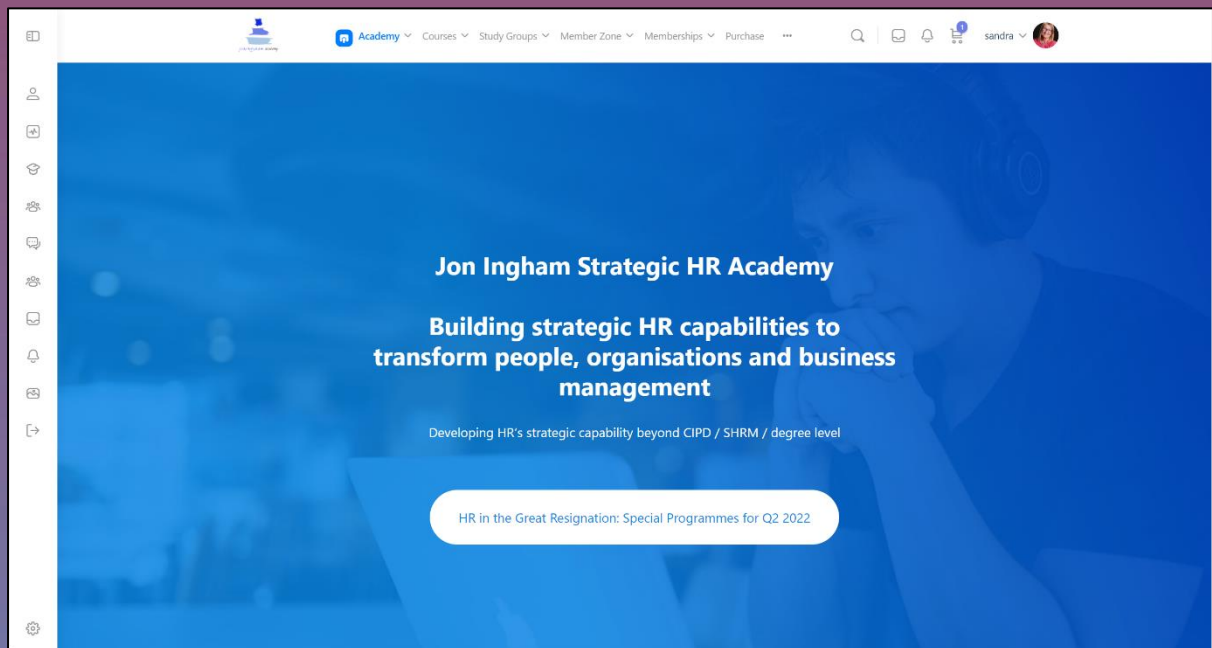 Academy Courses Study Groups Member Zone Memberships Purchase ••• 1 sandra
Jon Ingham Strategic HR Academy
Building strategic HR capabilities to
transform people, organisations and business
management
Developing HR's strategic capability beyond CIPD / SHRM / degree level
HR in the Great Resignation: Special Programmes for Q2 2022